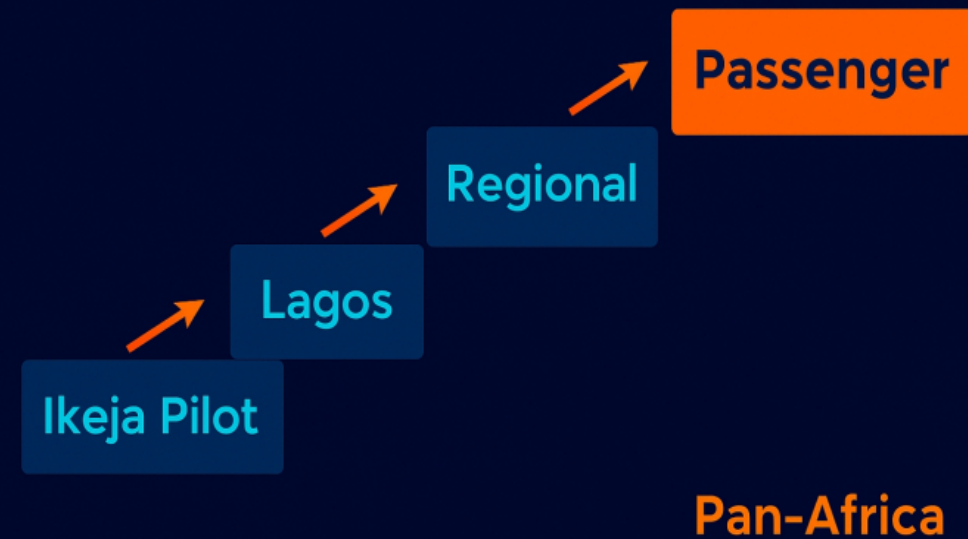 Passenger
Regional
Lagos
Ikeja Pilot
Pan-Africa